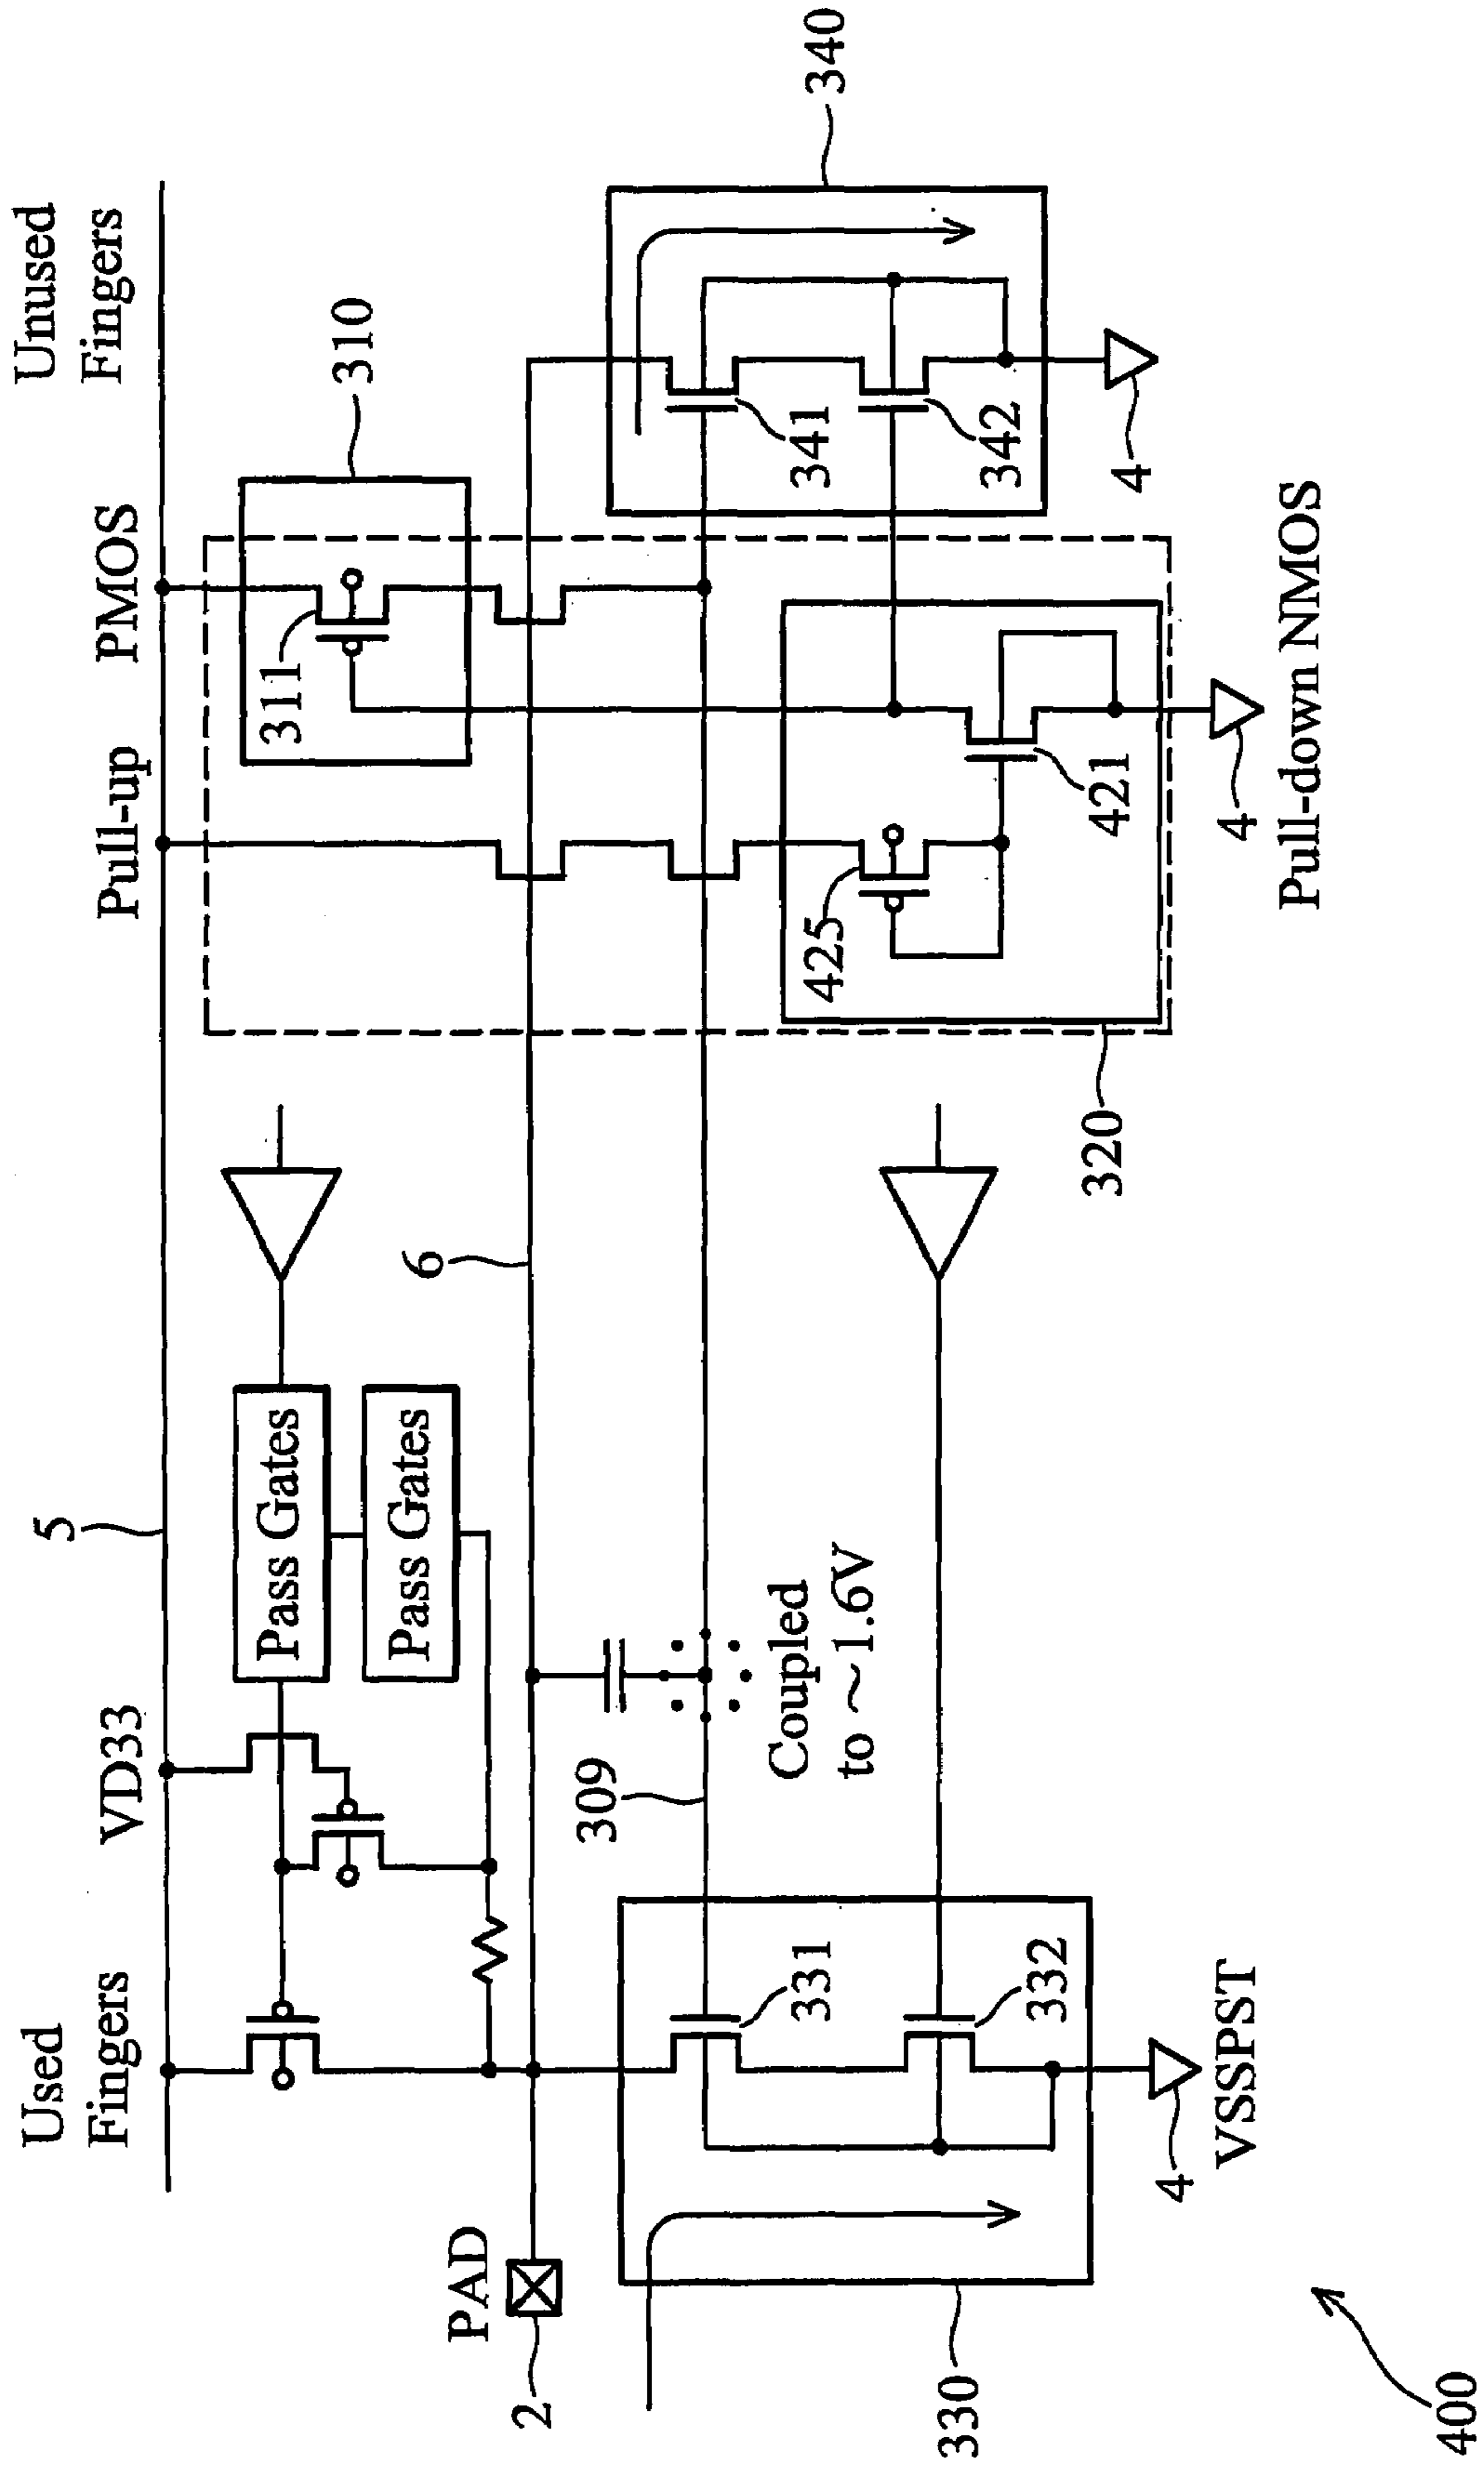 Used
Fingers
VD33
5
Pull-up
PMOS
Unused
Fingers
Pass Gates
Pass Gates
311
310
PAD
2
6
309
Coupled
to ~1.6V
331
332
330
VSSPST
4
425
421
320
4
Pull-down NMOS
341
342
340
4
400